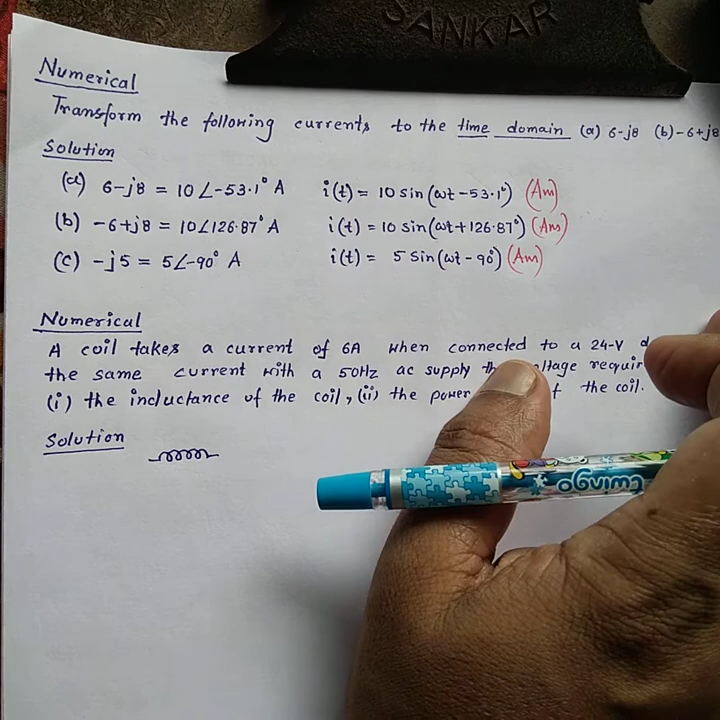 SANKAR
Numerical
Transform the following currents to the time domain (a) 6-j8 (b)-6+j8
Solution
(a) 6-j8 = 10∠-53.1° A i(t) = 10 sin(ωt-53.1°) (Am)
(b) -6+j8 = 10∠126.87° A i(t) = 10 sin(ωt+126.87°) (Am)
(c) -j5 = 5∠-90° A i(t) = 5 sin(ωt-90°) (Am)
Numerical
A coil takes a current of 6A when connected to a 24-V
the same current with a 50Hz ac supply
(i) the inductance of the coil, (ii) the power the coil.
Solution
twingo